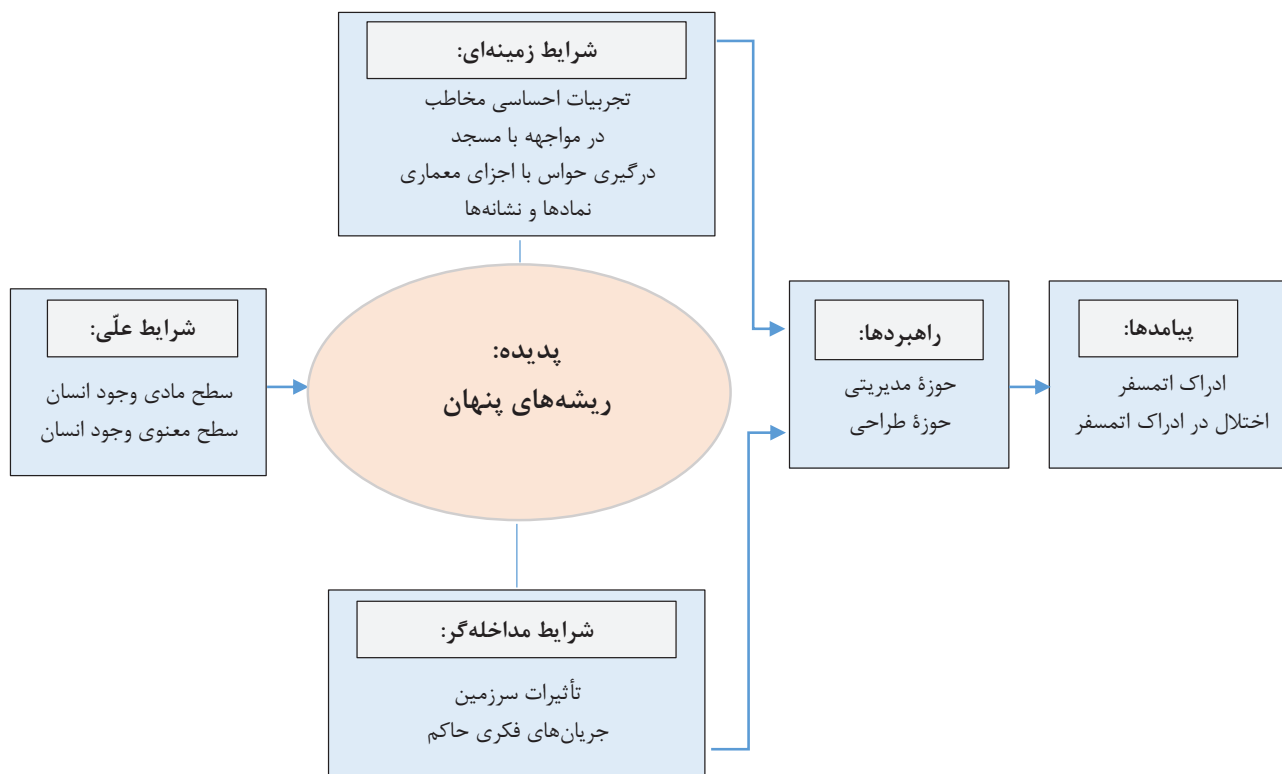 شرایط زمینه‌ای:
تجربیات احساسی مخاطب
در مواجهه با مسجد
درگیری حواس با اجزای معماری
نمادها و نشانه‌ها
شرایط علّی:
سطح مادی وجود انسان
سطح معنوی وجود انسان
پدیده:
ریشه‌های پنهان
راهبردها:
حوزهٔ مدیریتی
حوزهٔ طراحی
پیامدها:
ادراک اتمسفر
اختلال در ادراک اتمسفر
شرایط مداخله‌گر:
تأثیرات سرزمین
جریان‌های فکری حاکم